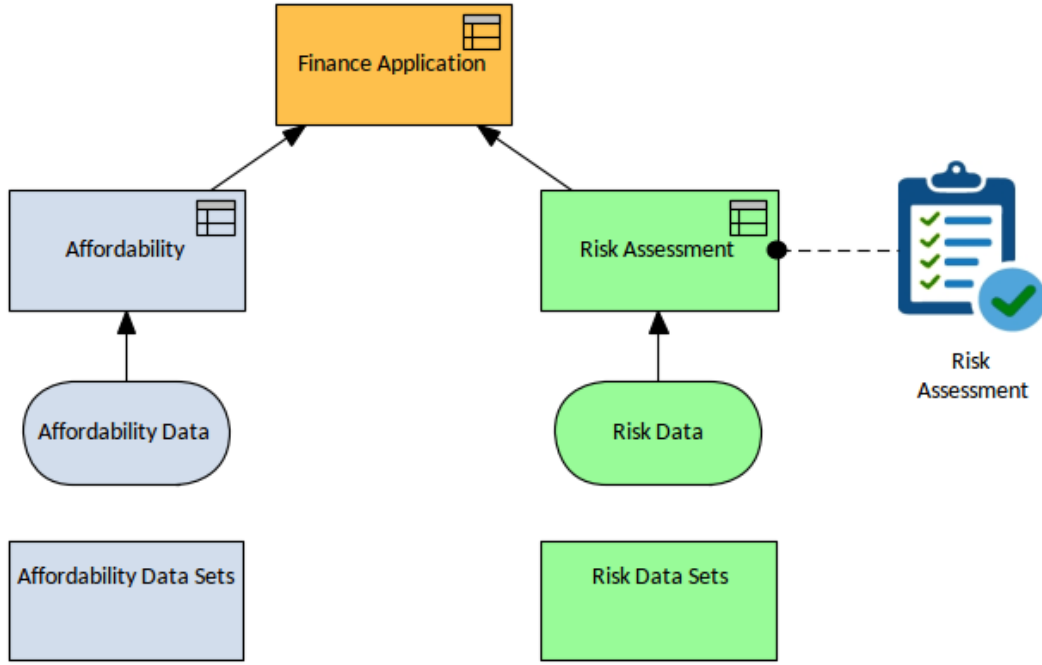 Finance Application
Affordability
Risk Assessment
Risk
Assessment
Affordability Data
Risk Data
Affordability Data Sets
Risk Data Sets